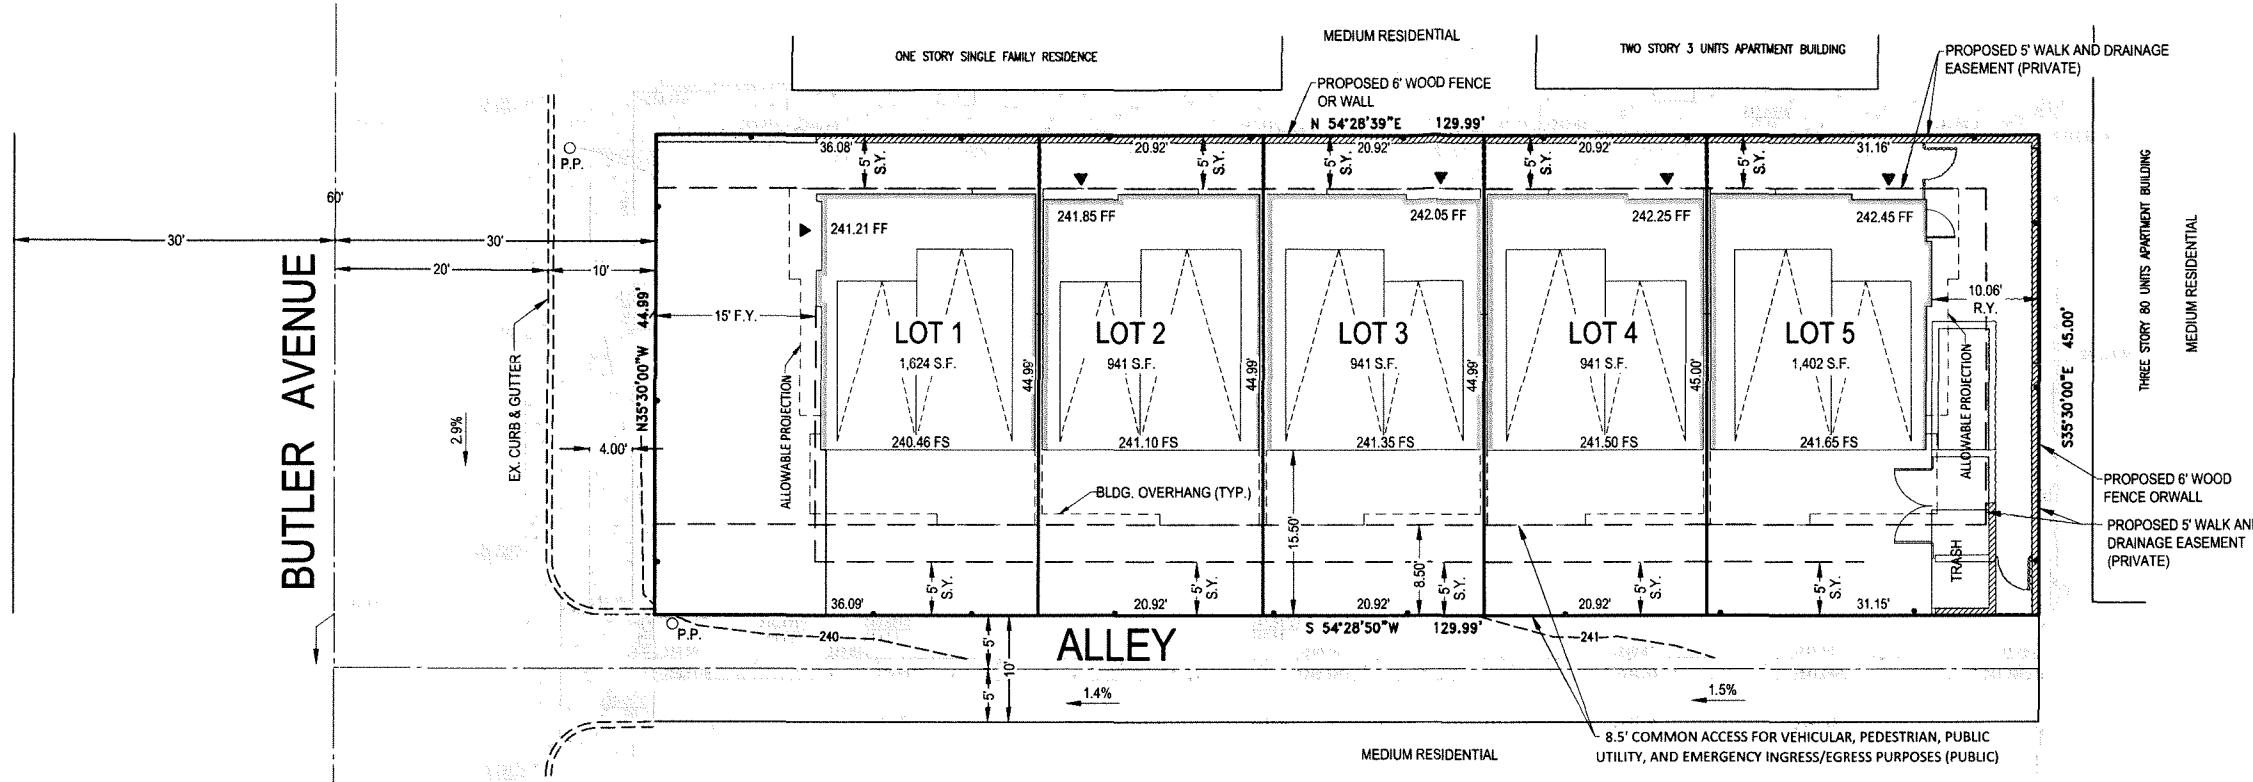 MEDIUM RESIDENTIAL
ONE STORY SINGLE FAMILY RESIDENCE
TWO STORY 3 UNITS APARTMENT BUILDING
PROPOSED 5' WALK AND DRAINAGE
EASEMENT (PRIVATE)
PROPOSED 6' WOOD FENCE
OR WALL
N 54°28'39"E 129.99'
P.P.
36.08'
20.92'
20.92'
20.92'
31.16'
5'
S.Y.
5'
S.Y.
5'
S.Y.
5'
S.Y.
5'
S.Y.
60'
30'
30'
20'
10'
241.21 FF
241.85 FF
242.05 FF
242.25 FF
242.45 FF
BUTLER AVENUE
2.9%
EX. CURB & GUTTER
4.00'
N35°30'00"W 44.99'
15' F.Y.
ALLOWABLE PROJECTION
LOT 1
1,624 S.F.
44.99'
LOT 2
941 S.F.
44.99'
LOT 3
941 S.F.
44.99'
LOT 4
941 S.F.
45.00'
LOT 5
1,402 S.F.
10.06'
R.Y.
ALLOWABLE PROJECTION
S35°30'00"E 45.00'
THREE STORY 80 UNITS APARTMENT BUILDING
MEDIUM RESIDENTIAL
240.46 FS
241.10 FS
241.35 FS
241.50 FS
241.65 FS
BLDG. OVERHANG (TYP.)
15.50'
8.50'
PROPOSED 6' WOOD
FENCE ORWALL
PROPOSED 5' WALK AND
DRAINAGE EASEMENT
(PRIVATE)
TRASH
5'
S.Y.
5'
S.Y.
5'
S.Y.
5'
S.Y.
5'
S.Y.
36.09'
20.92'
20.92'
20.92'
31.15'
P.P.
S 54°28'50"W 129.99'
240
ALLEY
241
5'
10'
5'
1.4%
1.5%
MEDIUM RESIDENTIAL
8.5' COMMON ACCESS FOR VEHICULAR, PEDESTRIAN, PUBLIC
UTILITY, AND EMERGENCY INGRESS/EGRESS PURPOSES (PUBLIC)